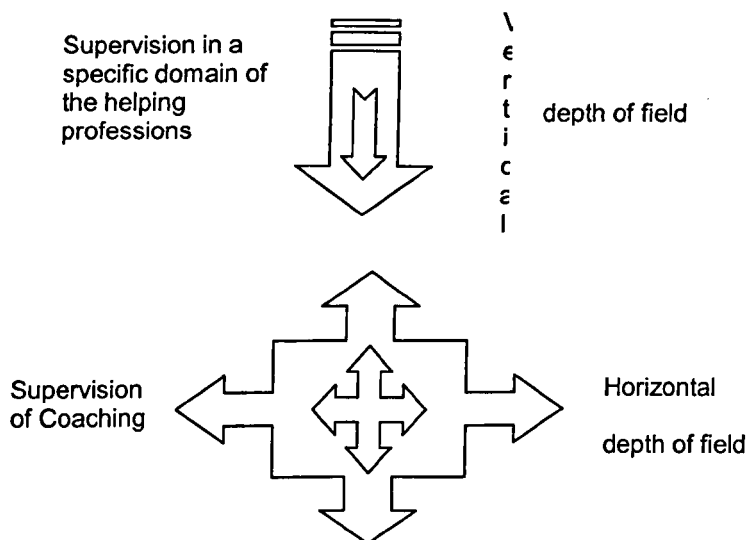 Supervision in a
specific domain of
the helping
professions
Vertical
depth of field
Supervision
of Coaching
Horizontal
depth of field